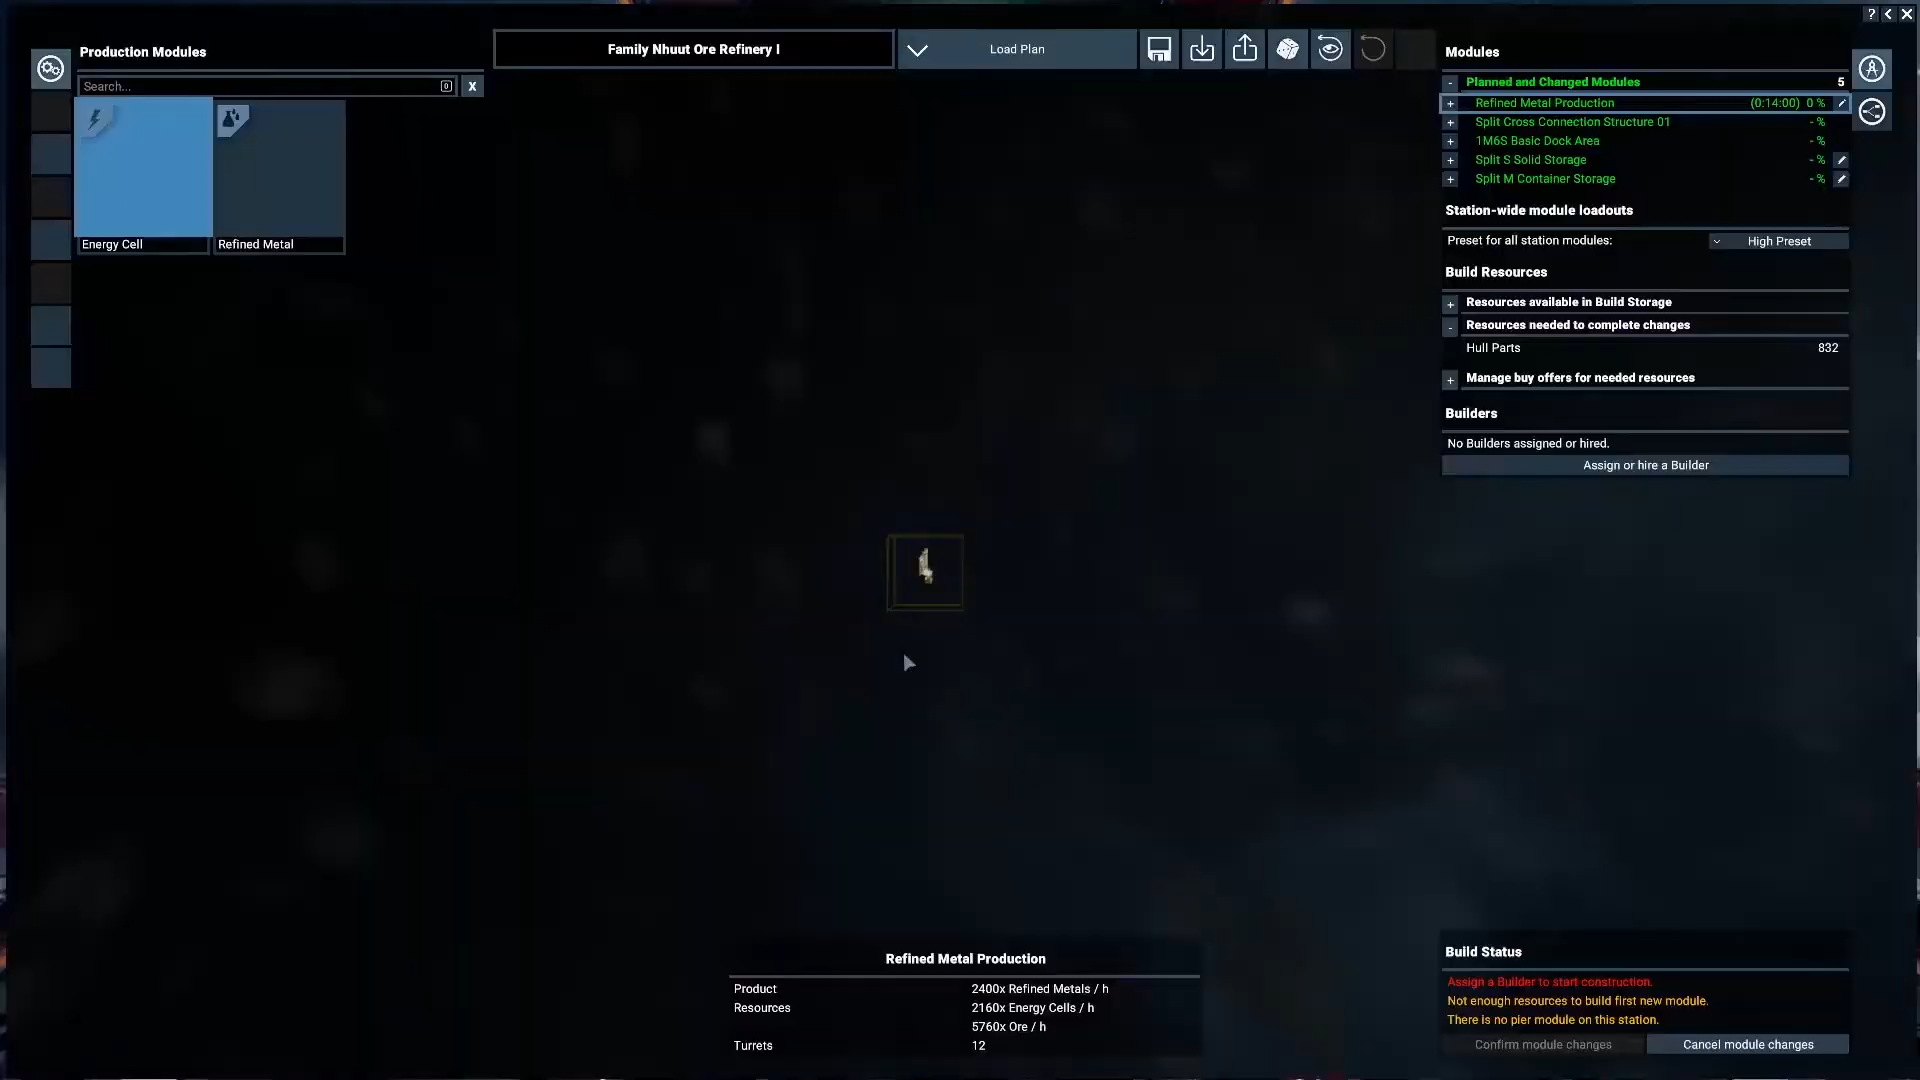 ? < X
Production Modules
Search...
0
X
Energy Cell
Refined Metal
Family Nhuut Ore Refinery I
Load Plan
Modules
- Planned and Changed Modules 5
+ Refined Metal Production (0:14:00) 0 %
+ Split Cross Connection Structure 01 - %
+ 1M6S Basic Dock Area - %
+ Split S Solid Storage - %
+ Split M Container Storage - %
Station-wide module loadouts
Preset for all station modules: High Preset
Build Resources
+ Resources available in Build Storage
- Resources needed to complete changes
Hull Parts 832
+ Manage buy offers for needed resources
Builders
No Builders assigned or hired.
Assign or hire a Builder
Refined Metal Production
Product 2400x Refined Metals / h
Resources 2160x Energy Cells / h
5760x Ore / h
Turrets 12
Build Status
Assign a Builder to start construction.
Not enough resources to build first new module.
There is no pier module on this station.
Confirm module changes
Cancel module changes